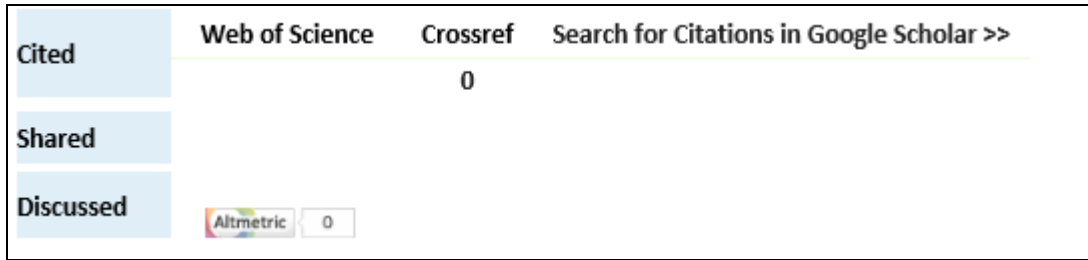 Cited
Web of Science Crossref Search for Citations in Google Scholar >>
0
Shared
Discussed
Altmetric 0